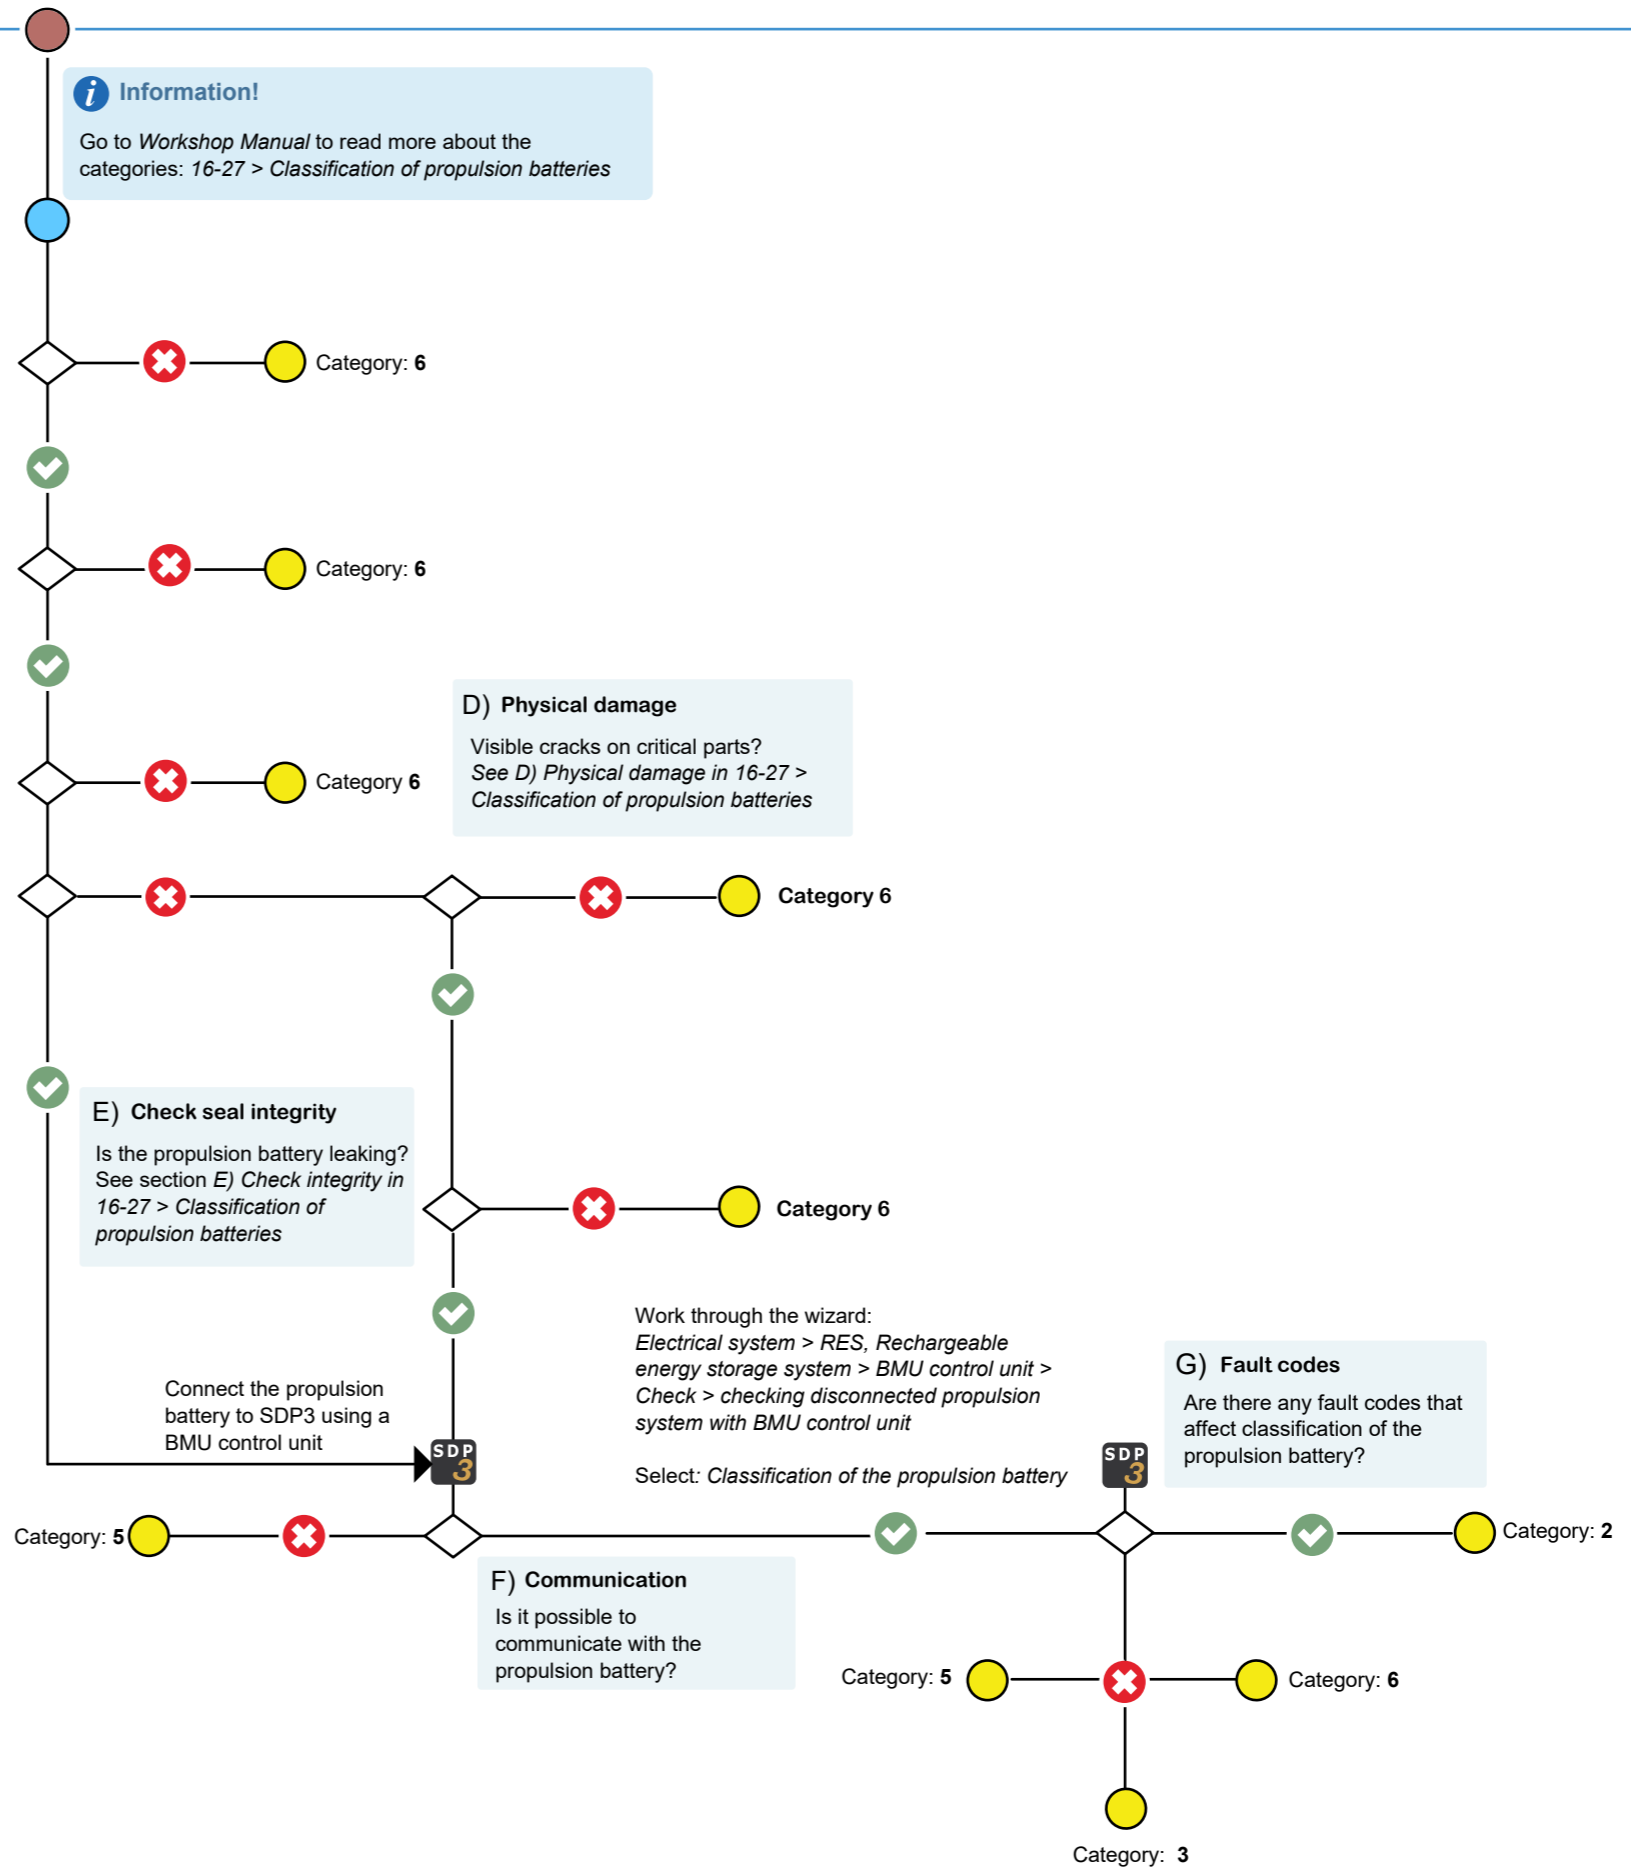 Information!
Go to Workshop Manual to read more about the
categories: 16-27 > Classification of propulsion batteries
Category: 6
Category: 6
D) Physical damage
Visible cracks on critical parts?
See D) Physical damage in 16-27 >
Classification of propulsion batteries
Category 6
Category 6
E) Check seal integrity
Is the propulsion battery leaking?
See section E) Check integrity in
16-27 > Classification of
propulsion batteries
Category 6
Work through the wizard:
Electrical system > RES, Rechargeable
energy storage system > BMU control unit >
Check > checking disconnected propulsion
system with BMU control unit
Select: Classification of the propulsion battery
G) Fault codes
Are there any fault codes that
affect classification of the
propulsion battery?
Connect the propulsion
battery to SDP3 using a
BMU control unit
SDP
3
SDP
3
Category: 5
Category: 2
F) Communication
Is it possible to
communicate with the
propulsion battery?
Category: 5
Category: 6
Category: 3